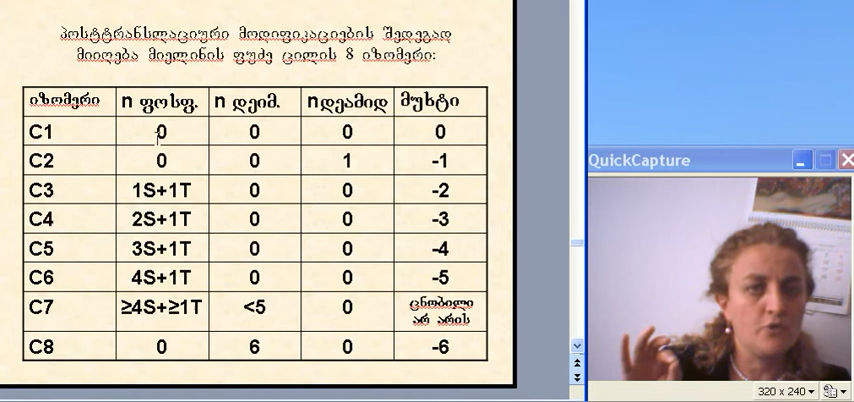 პოსტტრანსლაციური მოდიფიკაციების შედეგად
მიიღება მიელინის ფუძე ცილის 8 იზომერი:
იზომერი n ფოსფ. n დეიმ. nდეამიდ მუხტი
C1 0 0 0 0
C2 0 0 1 -1
C3 1S+1T 0 0 -2
C4 2S+1T 0 0 -3
C5 3S+1T 0 0 -4
C6 4S+1T 0 0 -5
C7 ≥4S+≥1T <5 0 ცნობილი
არ არის
C8 0 6 0 -6
QuickCapture
320 x 240